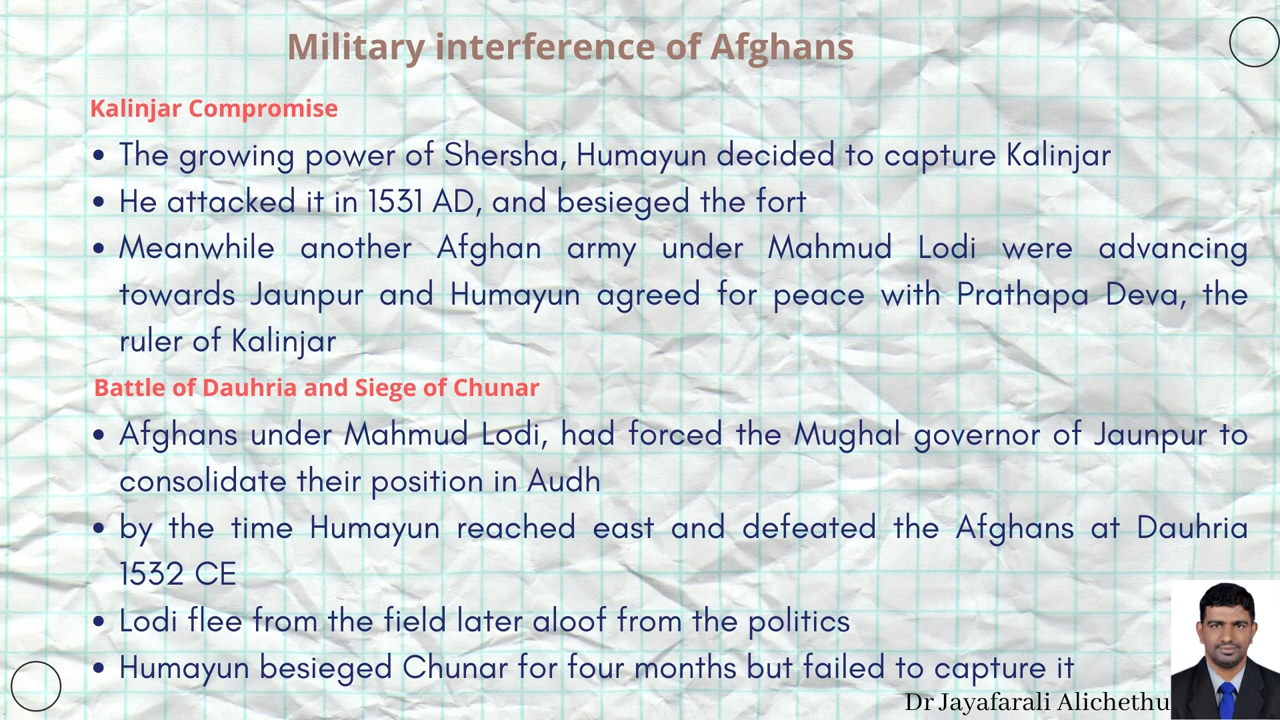 Military interference of Afghans
Kalinjar Compromise
• The growing power of Shersha, Humayun decided to capture Kalinjar
• He attacked it in 1531 AD, and besieged the fort
• Meanwhile another Afghan army under Mahmud Lodi were advancing
towards Jaunpur and Humayun agreed for peace with Prathapa Deva, the
ruler of Kalinjar
Battle of Dauhria and Siege of Chunar
• Afghans under Mahmud Lodi, had forced the Mughal governor of Jaunpur to
consolidate their position in Audh
• by the time Humayun reached east and defeated the Afghans at Dauhria
1532 CE
• Lodi flee from the field later aloof from the politics
• Humayun besieged Chunar for four months but failed to capture it
Dr Jayafarali Alichethu